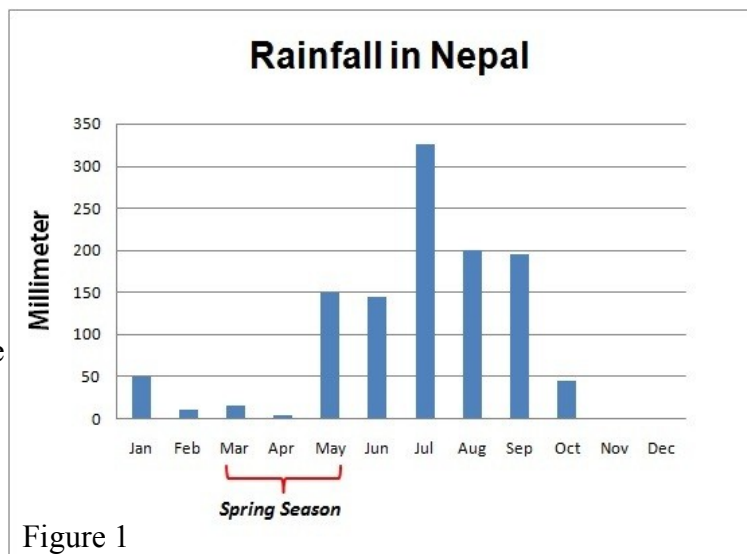 Rainfall in Nepal
Millimeter
350
300
250
200
150
100
50
0
Jan Feb Mar Apr May Jun Jul Aug Sep Oct Nov Dec
Spring Season
Figure 1
e